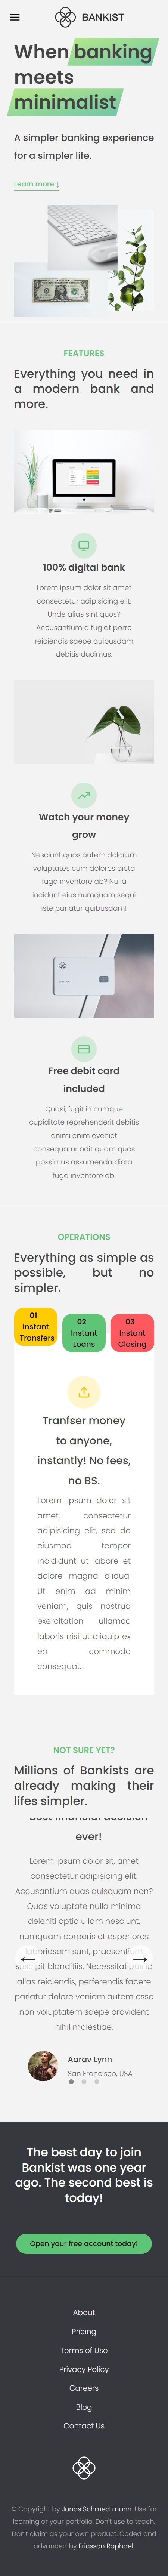 BANKIST
When banking
meets
minimalist
A simpler banking experience
for a simpler life.
Learn more ↓
FEATURES
Everything you need in
a modern bank and
more.
100% digital bank
Lorem ipsum dolor sit amet
consectetur adipisicing elit.
Unde alias sint quos?
Accusantium a fugiat porro
reiciendis saepe quibusdam
debitis ducimus.
Watch your money
grow
Nesciunt quos autem dolorum
voluptates cum dolores dicta
fuga inventore ab? Nulla
incidunt eius numquam sequi
iste pariatur quibusdam!
Free debit card
included
Quasi, fugit in cumque
cupiditate reprehenderit debitis
animi enim eveniet
consequatur odit quam quos
possimus assumenda dicta
fuga inventore ab.
OPERATIONS
Everything as simple as
possible, but no
simpler.
01
Instant
Transfers
02
Instant
Loans
03
Instant
Closing
Tranfser money
to anyone,
instantly! No fees,
no BS.
Lorem ipsum dolor sit
amet, consectetur
adipisicing elit, sed do
eiusmod tempor
incididunt ut labore et
dolore magna aliqua.
Ut enim ad minim
veniam, quis nostrud
exercitation ullamco
laboris nisi ut aliquip ex
ea commodo
consequat.
NOT SURE YET?
Millions of Bankists are
already making their
lifes simpler.
Best financial decision
ever!
Lorem ipsum dolor sit, amet
consectetur adipisicing elit.
Accusantium quas quisquam non?
Quas voluptate nulla minima
deleniti optio ullam nesciunt,
numquam corporis et asperiores
laboriosam sunt, praesentium
suscipit blanditiis. Necessitatibus id
alias reiciendis, perferendis facere
pariatur dolore veniam autem esse
non voluptatem saepe provident
nihil molestiae.
Aarav Lynn
San Francisco, USA
The best day to join
Bankist was one year
ago. The second best is
today!
Open your free account today!
About
Pricing
Terms of Use
Privacy Policy
Careers
Blog
Contact Us
© Copyright by Jonas Schmedtmann. Use for
learning or your portfolio. Don't use to teach.
Don't claim as your own product. Coded and
advanced by Ericsson Raphael.